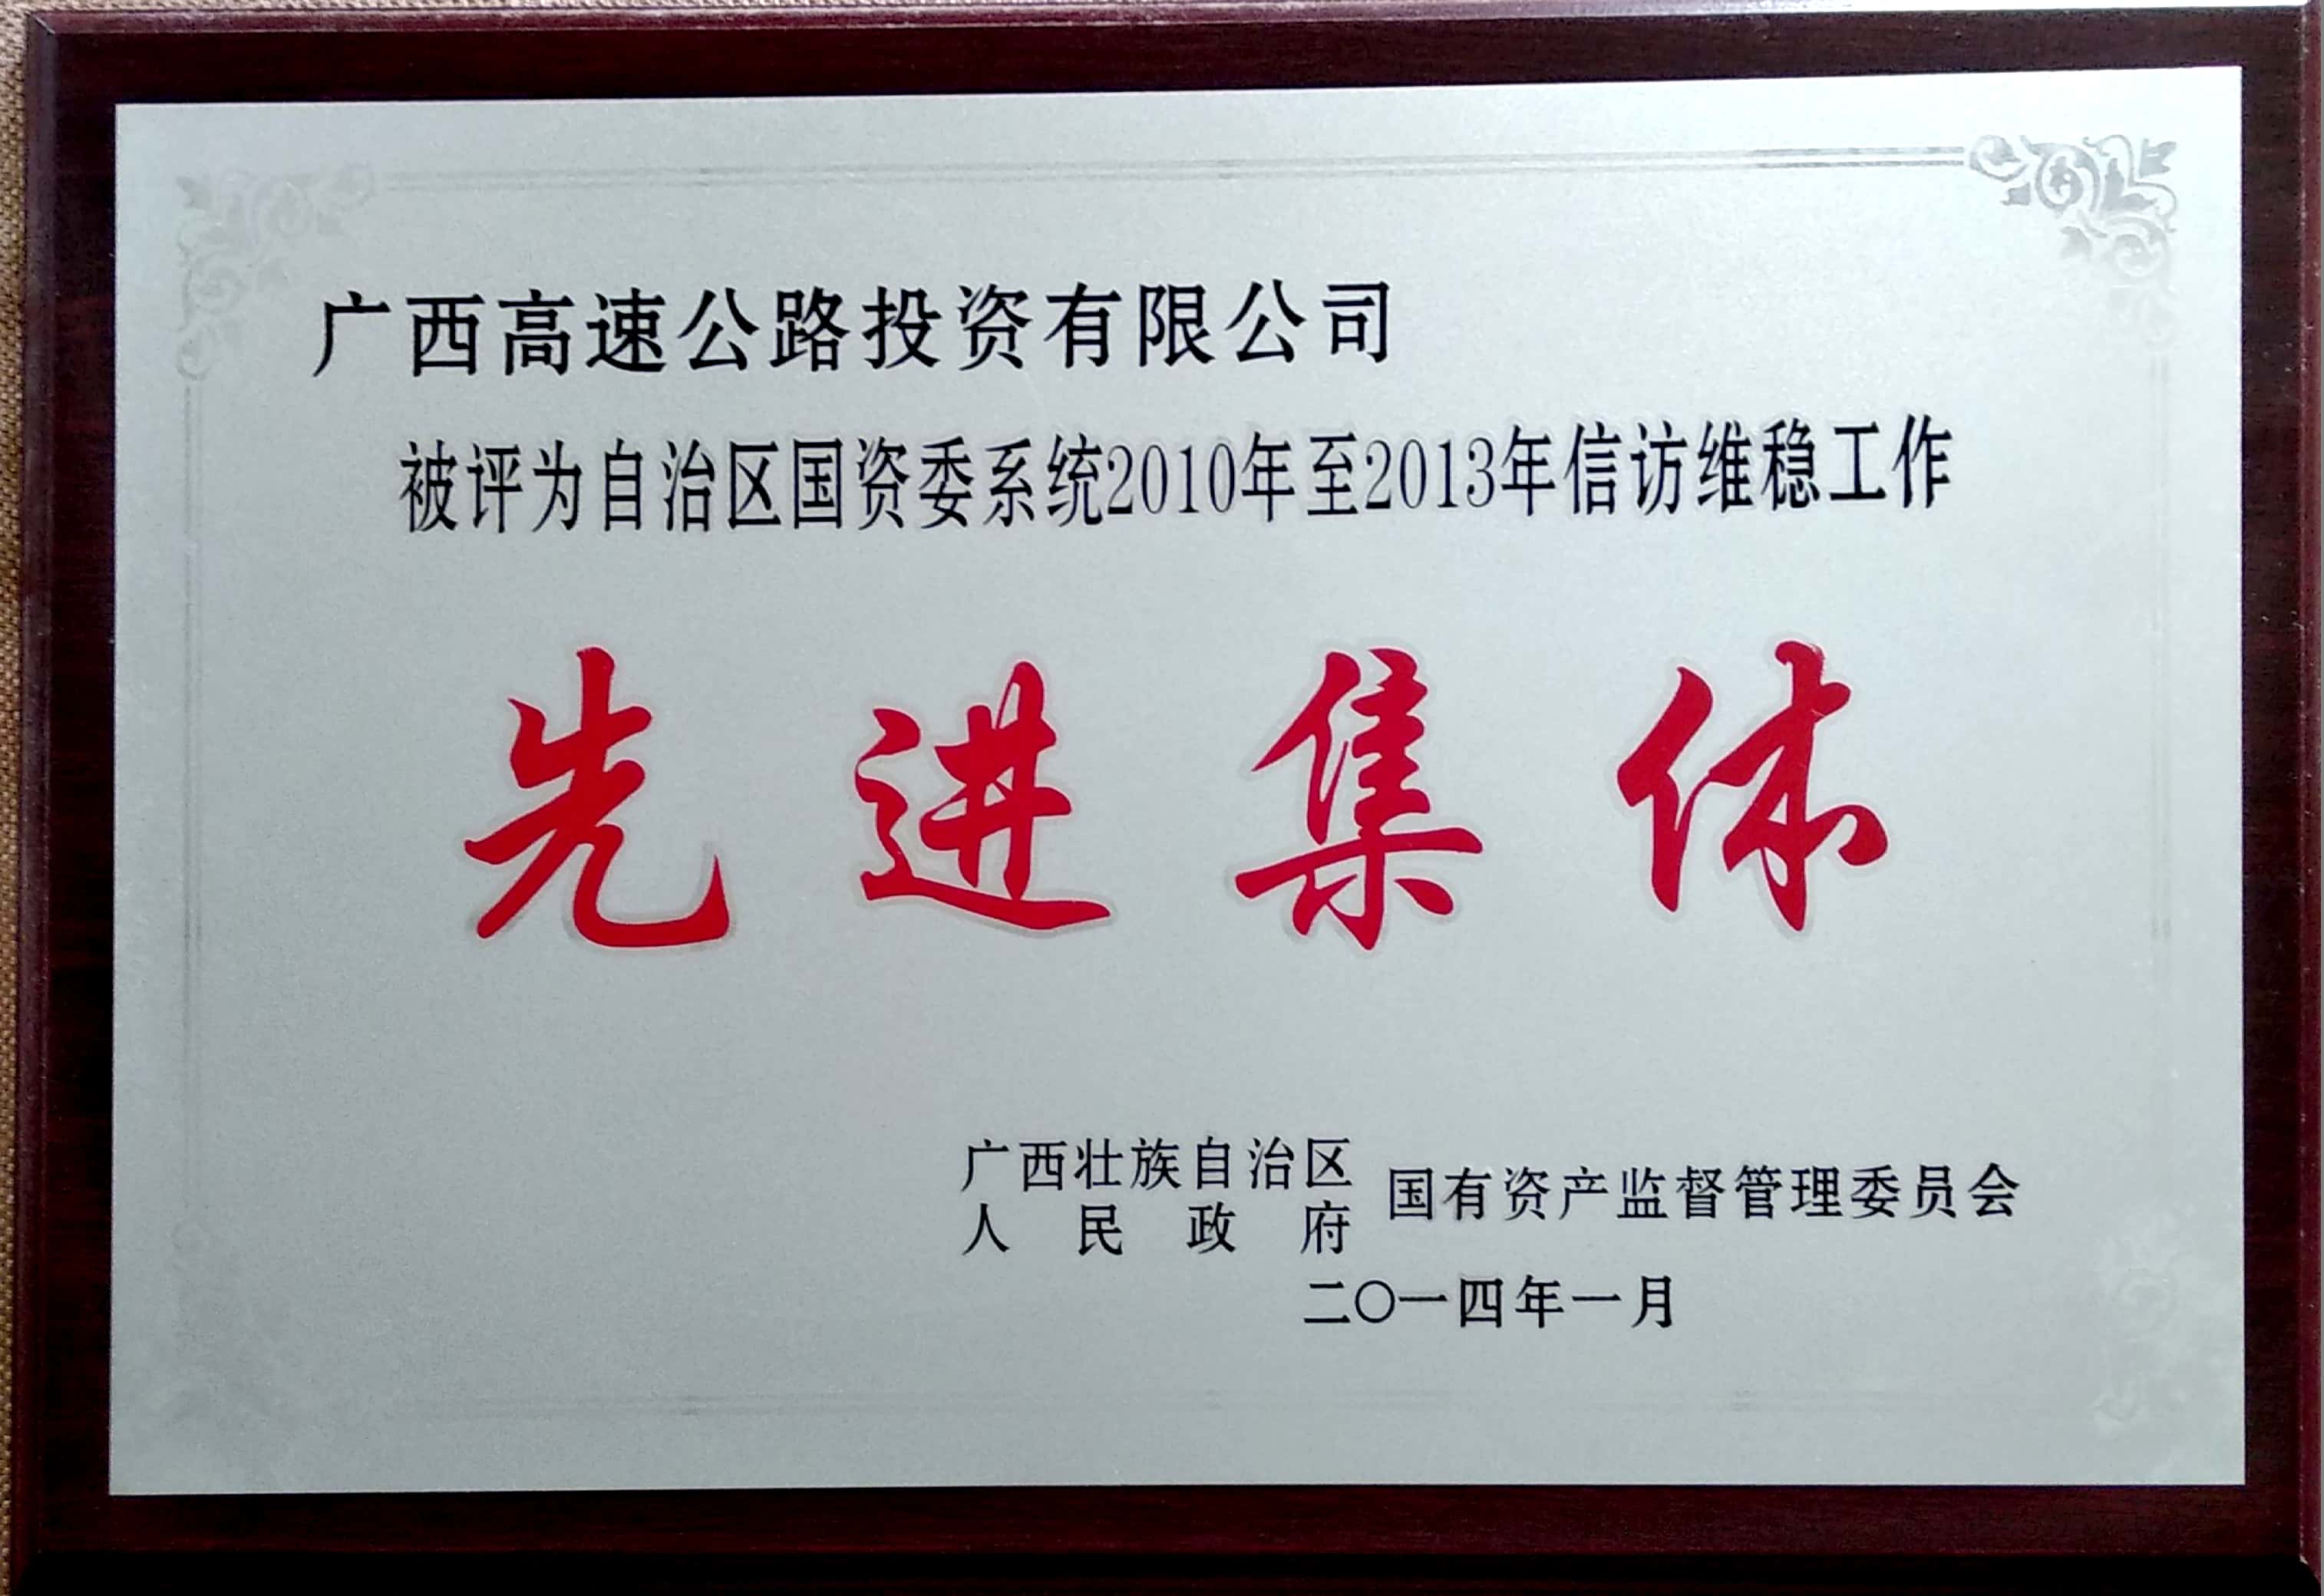 广西高速公路投资有限公司
被评为自治区国资委系统2010年至2013年信访维稳工作
先进集体
广西壮族自治区
人民政府
国有资产监督管理委员会
二〇一四年一月